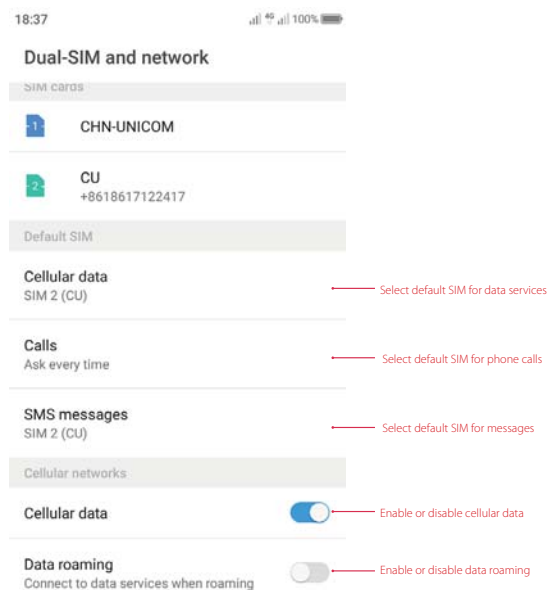 18:37
4G
100%
Dual-SIM and network
SIM cards
1
CHN-UNICOM
2
CU
+8618617122417
Default SIM
Cellular data
SIM 2 (CU)
Select default SIM for data services
Calls
Ask every time
Select default SIM for phone calls
SMS messages
SIM 2 (CU)
Select default SIM for messages
Cellular networks
Cellular data
Enable or disable cellular data
Data roaming
Connect to data services when roaming
Enable or disable data roaming